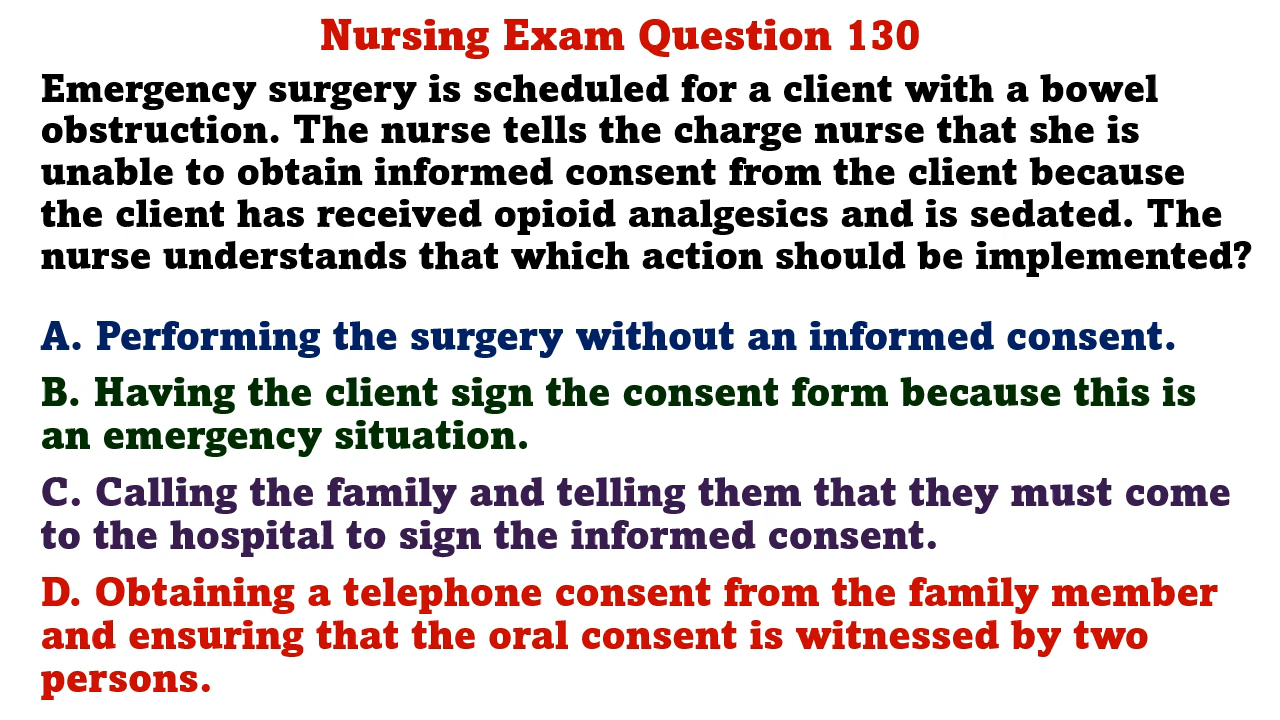 Nursing Exam Question 130
Emergency surgery is scheduled for a client with a bowel
obstruction. The nurse tells the charge nurse that she is
unable to obtain informed consent from the client because
the client has received opioid analgesics and is sedated. The
nurse understands that which action should be implemented?
A. Performing the surgery without an informed consent.
B. Having the client sign the consent form because this is
an emergency situation.
C. Calling the family and telling them that they must come
to the hospital to sign the informed consent.
D. Obtaining a telephone consent from the family member
and ensuring that the oral consent is witnessed by two
persons.